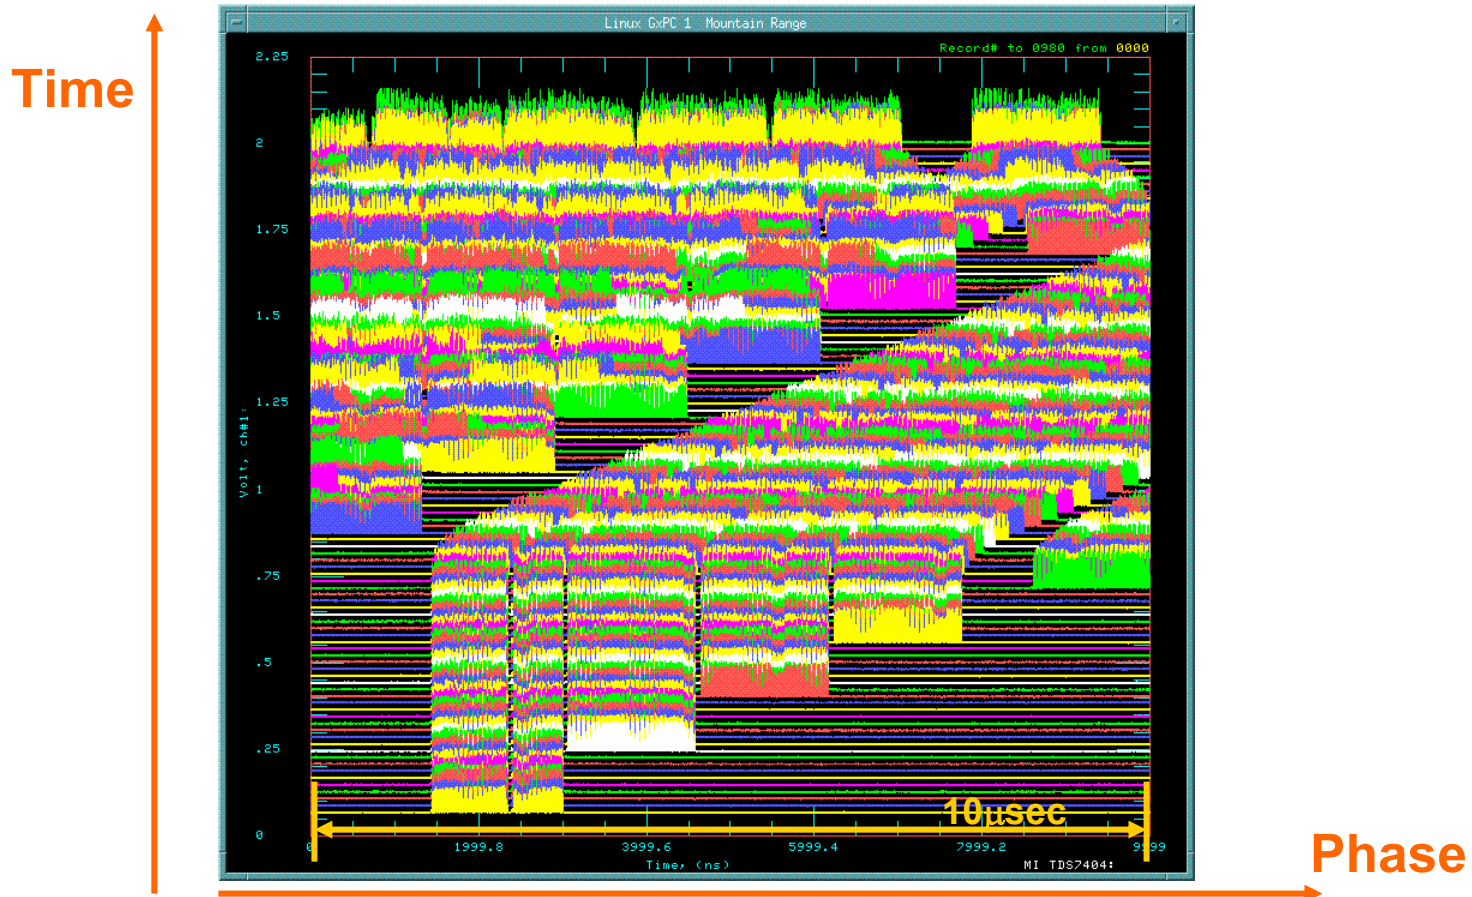 Linux GxPC 1 Mountain Range
Record# to 0980 from 0000
Time
2.25
2
1.75
1.5
1.25
1
.75
.5
.25
0
Volt, ch#1:
10μsec
0 1999.8 3999.6 5999.4 7999.2 9999
Time, (ns)
MI TDS7404:
Phase